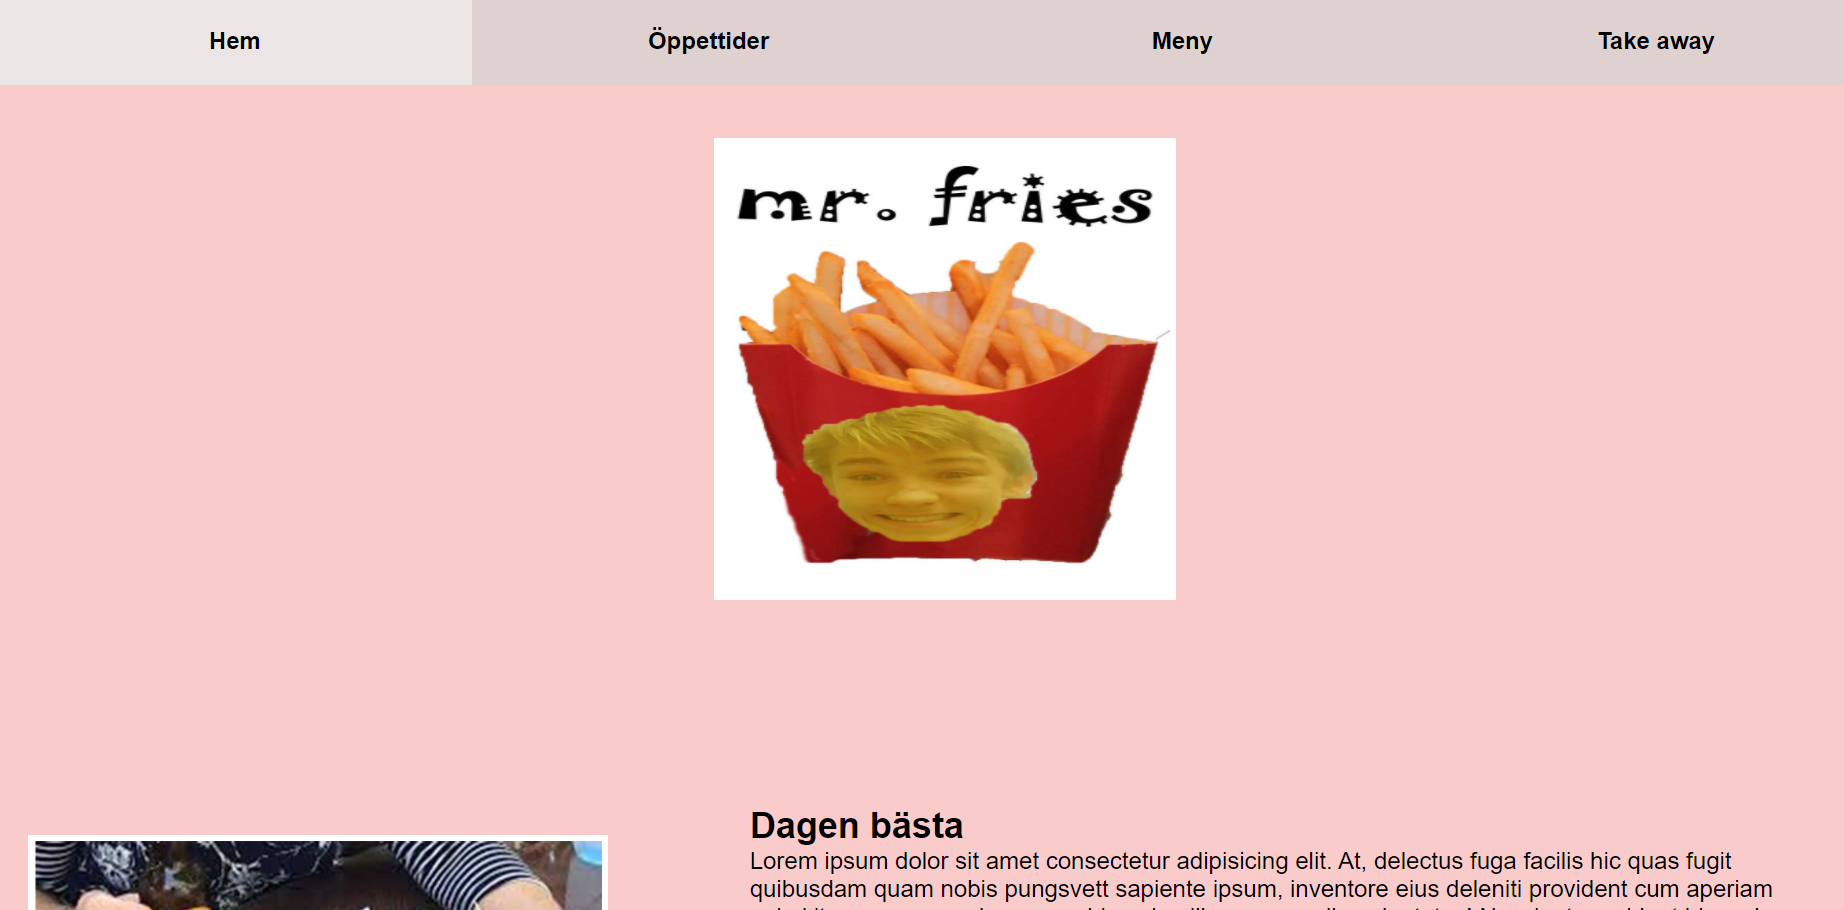 Hem
Öppettider
Meny
Take away
mr. fries
Dagen bästa
Lorem ipsum dolor sit amet consectetur adipisicing elit. At, delectus fuga facilis hic quas fugit
quibusdam quam nobis pungsvett sapiente ipsum, inventore eius deleniti provident cum aperiam